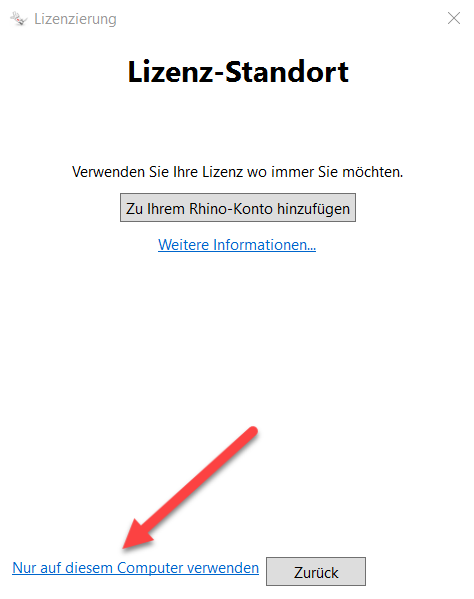 Lizenzierung
Lizenz-Standort
Verwenden Sie Ihre Lizenz wo immer Sie möchten.
Zu Ihrem Rhino-Konto hinzufügen
Weitere Informationen...
Nur auf diesem Computer verwenden
Zurück